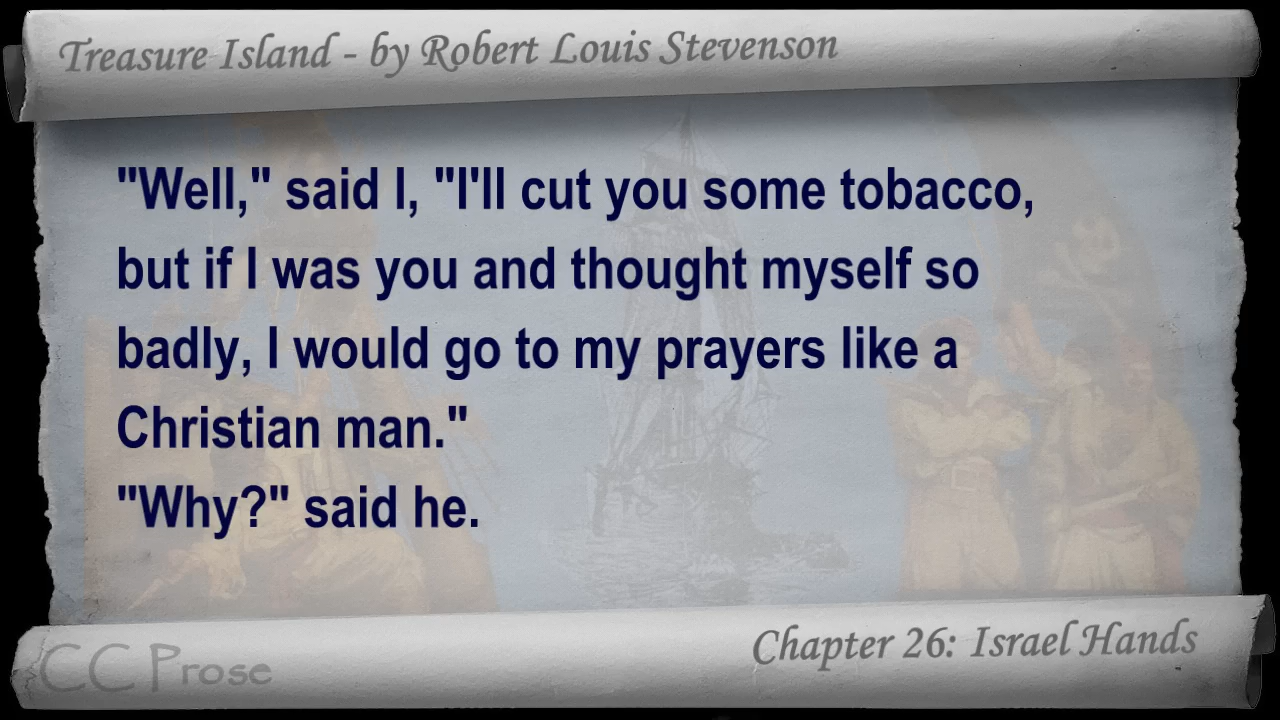 Treasure Island - by Robert Louis Stevenson
"Well," said I, "I'll cut you some tobacco,
but if I was you and thought myself so
badly, I would go to my prayers like a
Christian man."
"Why?" said he.
CC Prose
Chapter 26: Israel Hands